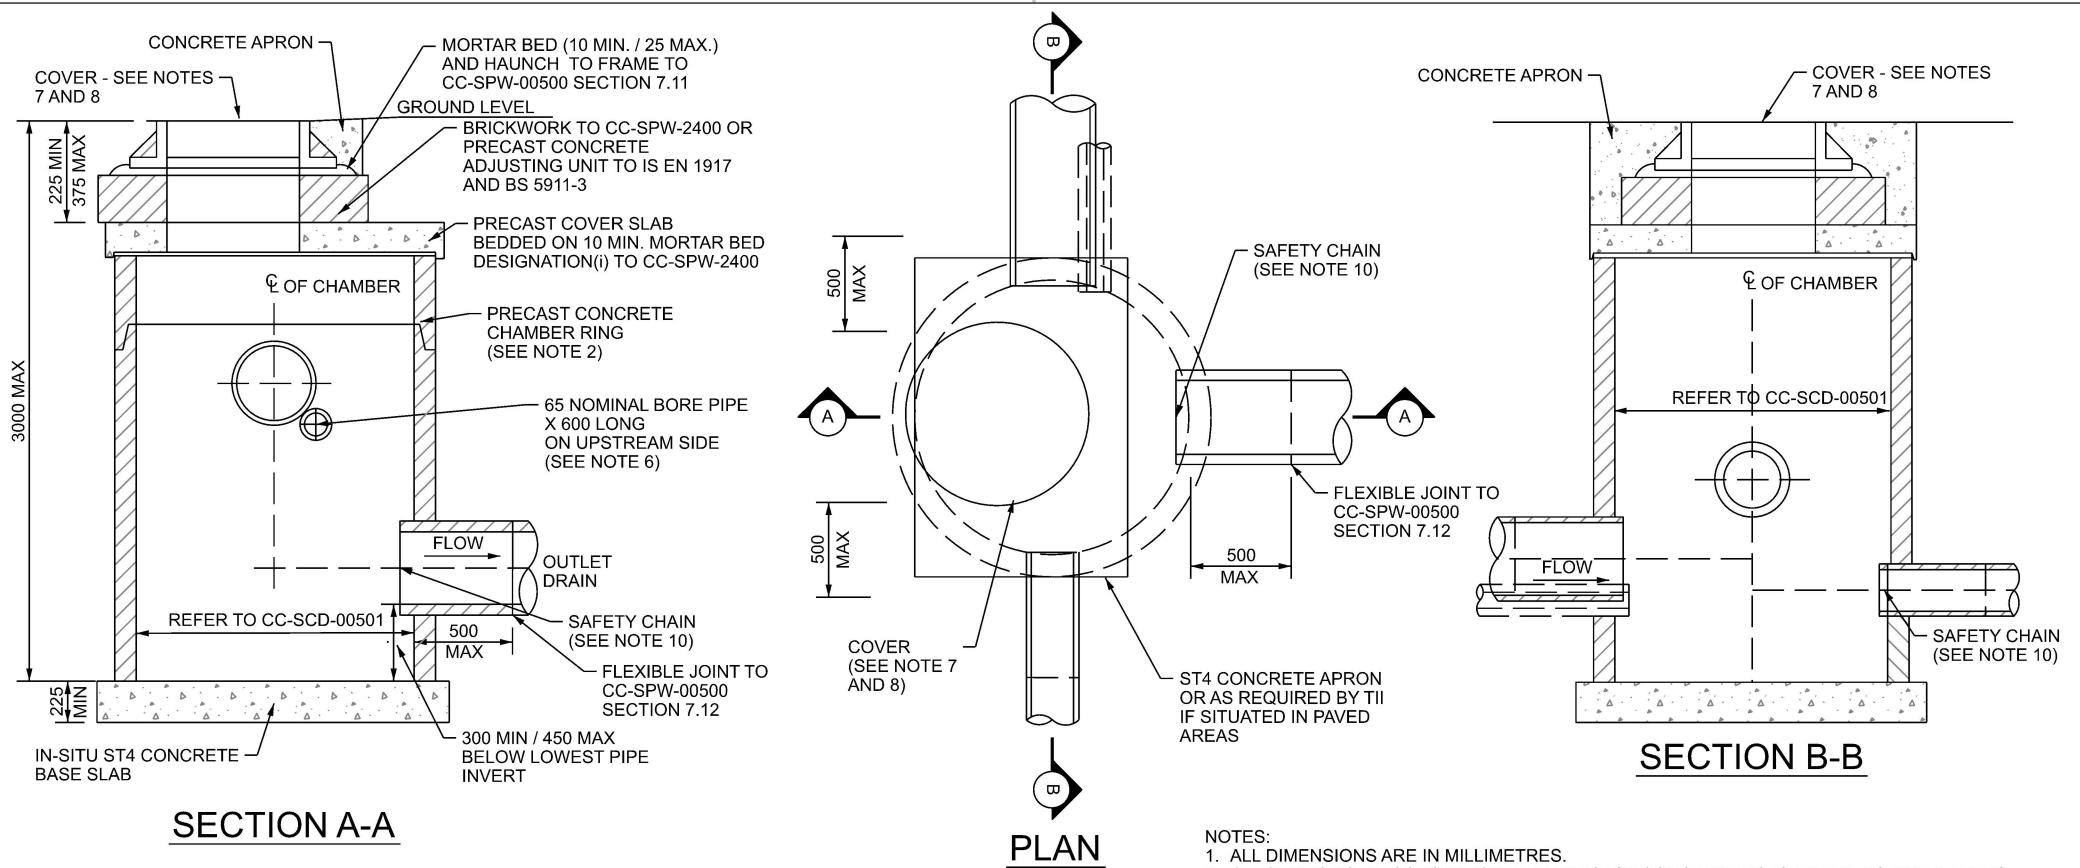 CONCRETE APRON
COVER - SEE NOTES
7 AND 8
MORTAR BED (10 MIN. / 25 MAX.)
AND HAUNCH TO FRAME TO
CC-SPW-00500 SECTION 7.11
GROUND LEVEL
BRICKWORK TO CC-SPW-2400 OR
PRECAST CONCRETE
ADJUSTING UNIT TO IS EN 1917
AND BS 5911-3
225 MIN
375 MAX
PRECAST COVER SLAB
BEDDED ON 10 MIN. MORTAR BED
DESIGNATION(i) TO CC-SPW-2400
℄ OF CHAMBER
PRECAST CONCRETE
CHAMBER RING
(SEE NOTE 2)
3000 MAX
65 NOMINAL BORE PIPE
X 600 LONG
ON UPSTREAM SIDE
(SEE NOTE 6)
FLOW
OUTLET
DRAIN
REFER TO CC-SCD-00501
500
MAX
SAFETY CHAIN
(SEE NOTE 10)
FLEXIBLE JOINT TO
CC-SPW-00500
SECTION 7.12
225
MIN
300 MIN / 450 MAX
BELOW LOWEST PIPE
INVERT
IN-SITU ST4 CONCRETE
BASE SLAB
SECTION A-A
B
500
MAX
SAFETY CHAIN
(SEE NOTE 10)
A
A
500
MAX
FLEXIBLE JOINT TO
CC-SPW-00500
SECTION 7.12
500
MAX
COVER
(SEE NOTE 7
AND 8)
ST4 CONCRETE APRON
OR AS REQUIRED BY TII
IF SITUATED IN PAVED
AREAS
B
PLAN
CONCRETE APRON
COVER - SEE NOTES
7 AND 8
℄ OF CHAMBER
REFER TO CC-SCD-00501
FLOW
SAFETY CHAIN
(SEE NOTE 10)
SECTION B-B
NOTES:
1. ALL DIMENSIONS ARE IN MILLIMETRES.